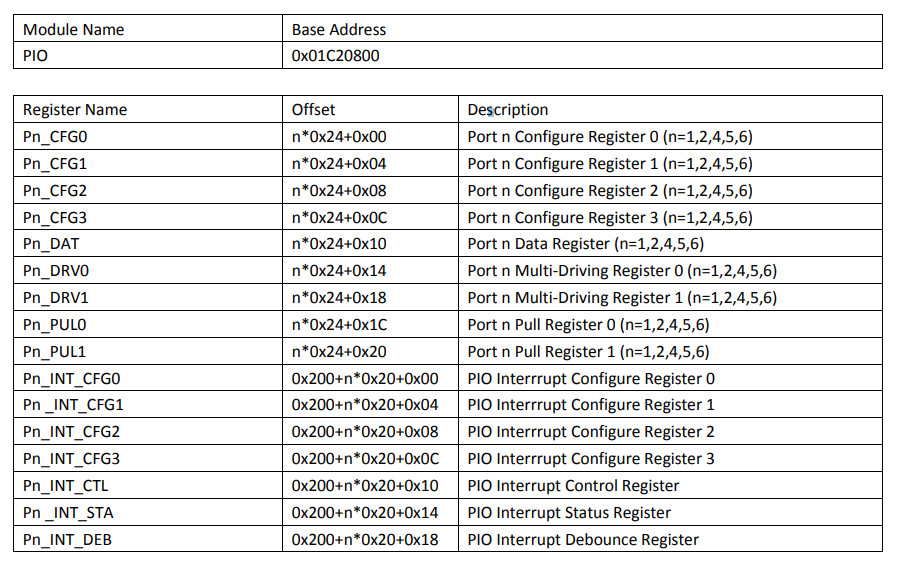 Module Name Base Address
PIO 0x01C20800
Register Name Offset Description
Pn_CFG0 n*0x24+0x00 Port n Configure Register 0 (n=1,2,4,5,6)
Pn_CFG1 n*0x24+0x04 Port n Configure Register 1 (n=1,2,4,5,6)
Pn_CFG2 n*0x24+0x08 Port n Configure Register 2 (n=1,2,4,5,6)
Pn_CFG3 n*0x24+0x0C Port n Configure Register 3 (n=1,2,4,5,6)
Pn_DAT n*0x24+0x10 Port n Data Register (n=1,2,4,5,6)
Pn_DRV0 n*0x24+0x14 Port n Multi-Driving Register 0 (n=1,2,4,5,6)
Pn_DRV1 n*0x24+0x18 Port n Multi-Driving Register 1 (n=1,2,4,5,6)
Pn_PUL0 n*0x24+0x1C Port n Pull Register 0 (n=1,2,4,5,6)
Pn_PUL1 n*0x24+0x20 Port n Pull Register 1 (n=1,2,4,5,6)
Pn_INT_CFG0 0x200+n*0x20+0x00 PIO Interrrupt Configure Register 0
Pn _INT_CFG1 0x200+n*0x20+0x04 PIO Interrrupt Configure Register 1
Pn_INT_CFG2 0x200+n*0x20+0x08 PIO Interrrupt Configure Register 2
Pn_INT_CFG3 0x200+n*0x20+0x0C PIO Interrrupt Configure Register 3
Pn_INT_CTL 0x200+n*0x20+0x10 PIO Interrupt Control Register
Pn _INT_STA 0x200+n*0x20+0x14 PIO Interrupt Status Register
Pn_INT_DEB 0x200+n*0x20+0x18 PIO Interrupt Debounce Register